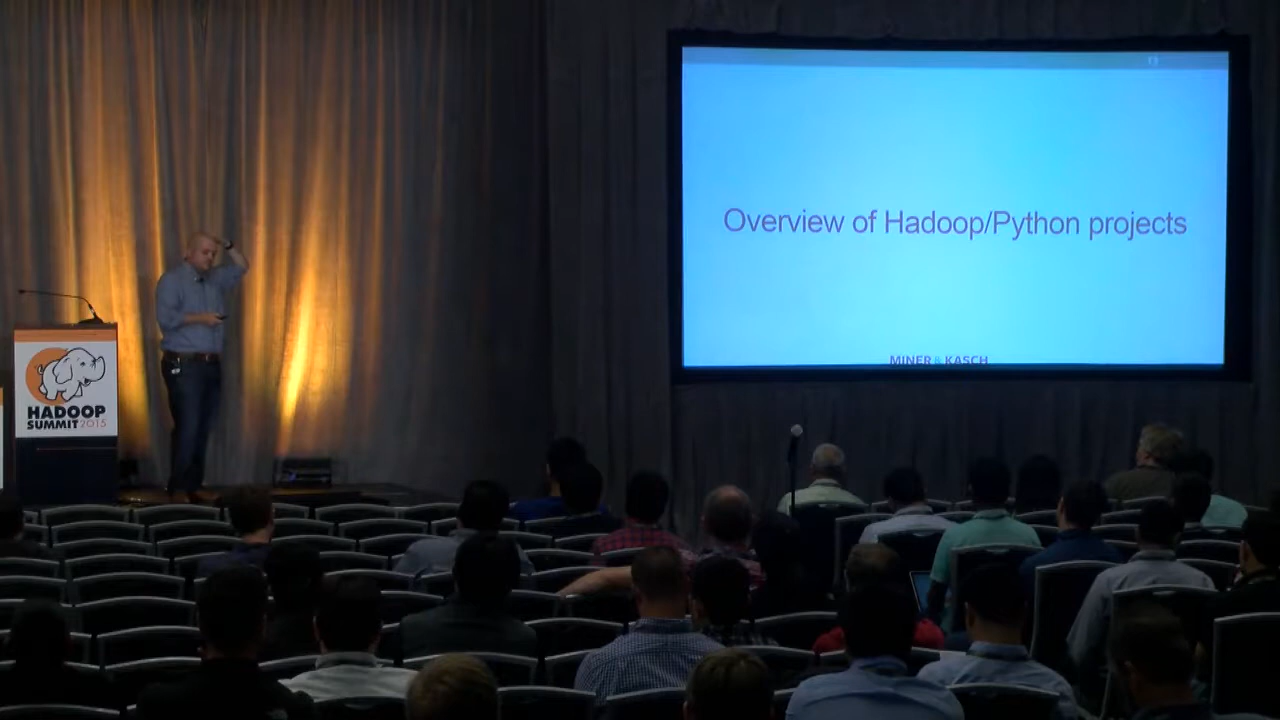 Overview of Hadoop/Python projects
MINER & KASCH
HADOOP
SUMMIT 2015